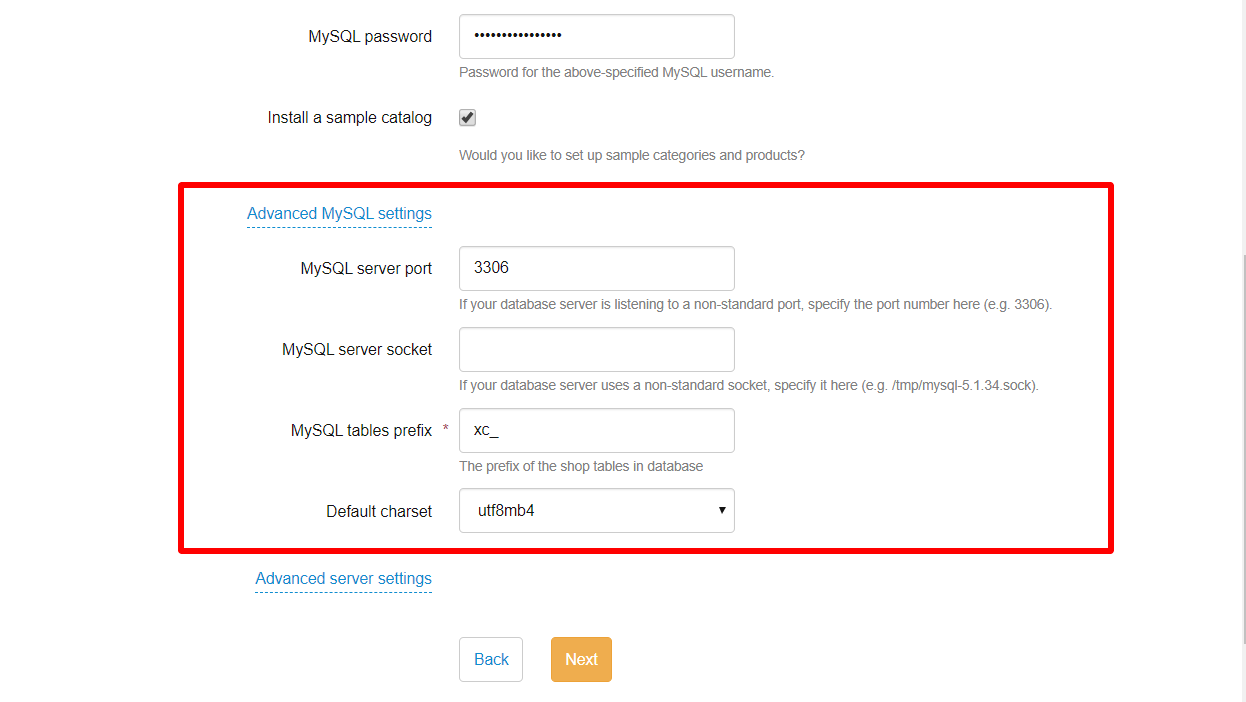 MySQL password ••••••••••••••••
Password for the above-specified MySQL username.
Install a sample catalog
Would you like to set up sample categories and products?
Advanced MySQL settings
MySQL server port 3306
If your database server is listening to a non-standard port, specify the port number here (e.g. 3306).
MySQL server socket
If your database server uses a non-standard socket, specify it here (e.g. /tmp/mysql-5.1.34.sock).
MySQL tables prefix * xc_
The prefix of the shop tables in database
Default charset utf8mb4
Advanced server settings
Back Next